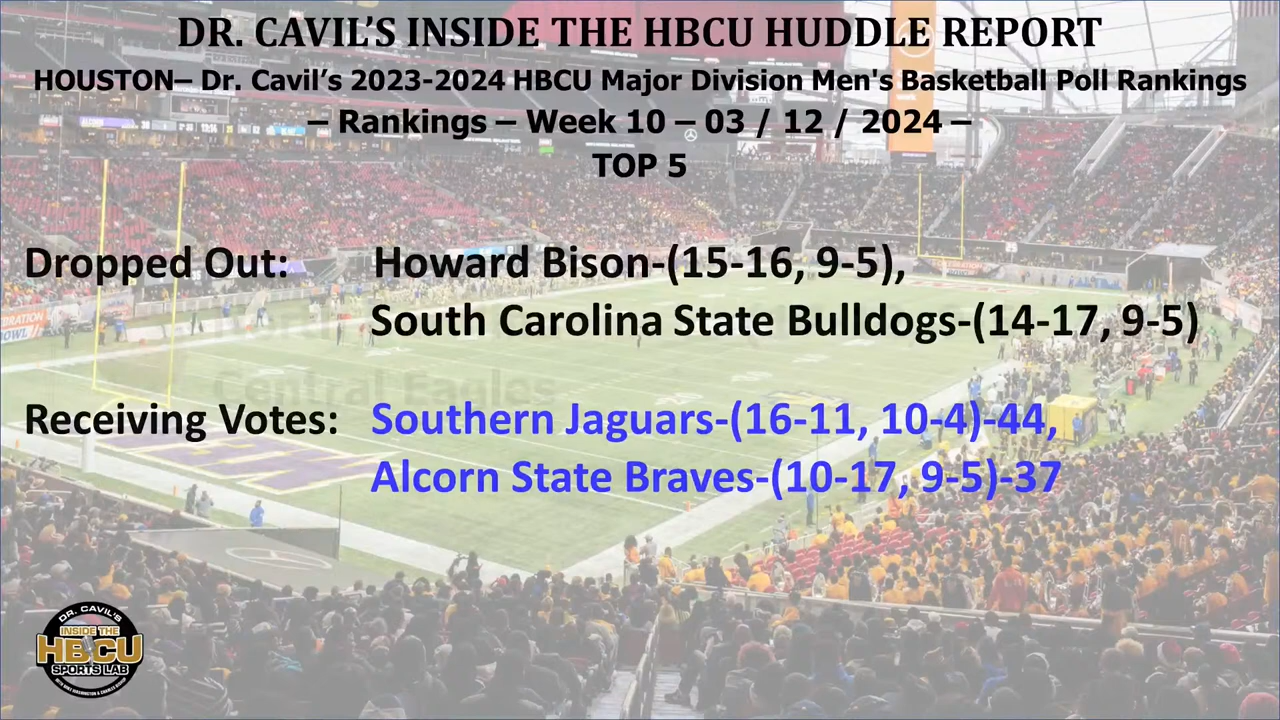 DR. CAVIL’S INSIDE THE HBCU HUDDLE REPORT
HOUSTON– Dr. Cavil’s 2023-2024 HBCU Major Division Men's Basketball Poll Rankings
– Rankings – Week 10 – 03 / 12 / 2024 –
TOP 5
Dropped Out: Howard Bison-(15-16, 9-5),
South Carolina State Bulldogs-(14-17, 9-5)
Central Eagles
Receiving Votes: Southern Jaguars-(16-11, 10-4)-44,
Alcorn State Braves-(10-17, 9-5)-37
DR. CAVIL'S
INSIDE THE
HBCU
SPORTS LAB